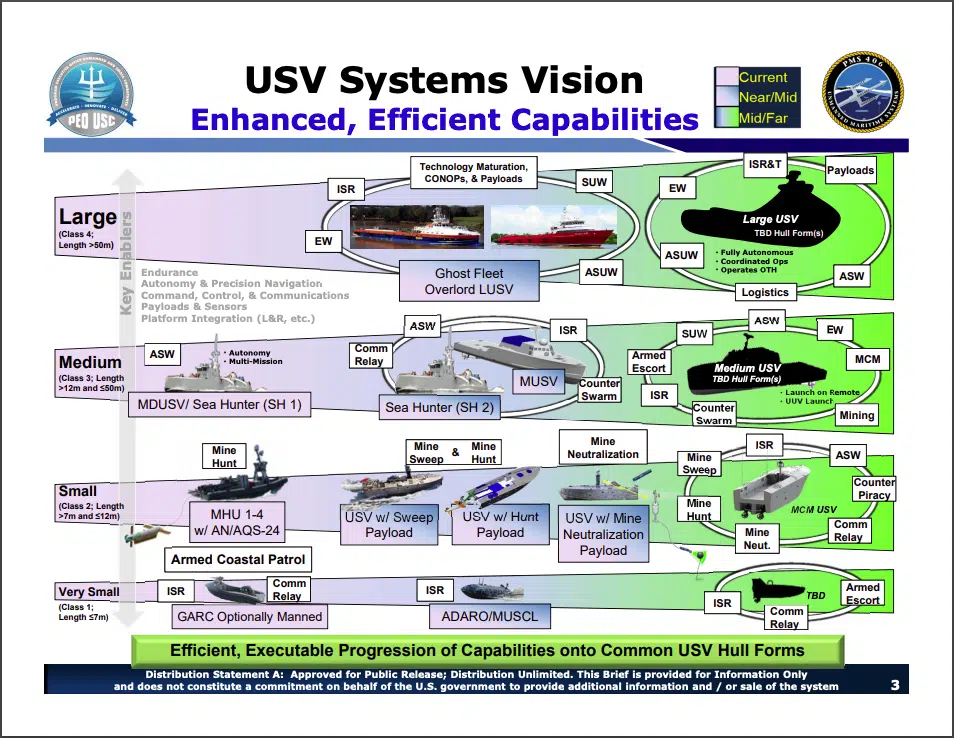 USV Systems Vision
Enhanced, Efficient Capabilities
PEO USC
PMS 406
UNMANNED MARITIME SYSTEMS
Current
Near/Mid
Mid/Far
Key Enablers
Large
(Class 4;
Length >50m)
ISR
Technology Maturation,
CONOPs, & Payloads
SUW
EW
ASUW
Ghost Fleet
Overlord LUSV
ISR&T
Payloads
EW
Large USV
TBD Hull Form(s)
ASUW
• Fully Autonomous
• Coordinated Ops
• Operates OTH
ASW
Logistics
Endurance
Autonomy & Precision Navigation
Command, Control, & Communications
Payloads & Sensors
Platform Integration (L&R, etc.)
Medium
(Class 3; Length
>12m and ≤50m)
ASW
• Autonomy
• Multi-Mission
MDUSV/ Sea Hunter (SH 1)
ASW
ISR
Comm
Relay
MUSV
Counter
Swarm
Sea Hunter (SH 2)
ASW
SUW
EW
Armed
Escort
MCM
Medium USV
TBD Hull Form(s)
ISR
• Launch on Remote
• UUV Launch
Counter
Swarm
Mining
Small
(Class 2; Length
>7m and ≤12m)
Mine
Hunt
MHU 1-4
w/ AN/AQS-24
Mine
Sweep
&
Mine
Hunt
USV w/ Sweep
Payload
USV w/ Hunt
Payload
Mine
Neutralization
USV w/ Mine
Neutralization
Payload
ISR
Mine
Sweep
ASW
Counter
Piracy
Mine
Hunt
MCM USV
Mine
Neut.
Comm
Relay
Armed Coastal Patrol
Very Small
(Class 1;
Length ≤7m)
ISR
Comm
Relay
GARC Optionally Manned
ISR
ADARO/MUSCL
ISR
TBD
Armed
Escort
Comm
Relay
Efficient, Executable Progression of Capabilities onto Common USV Hull Forms
Distribution Statement A: Approved for Public Release; Distribution Unlimited. This Brief is provided for Information Only
and does not constitute a commitment on behalf of the U.S. government to provide additional information and / or sale of the system
3